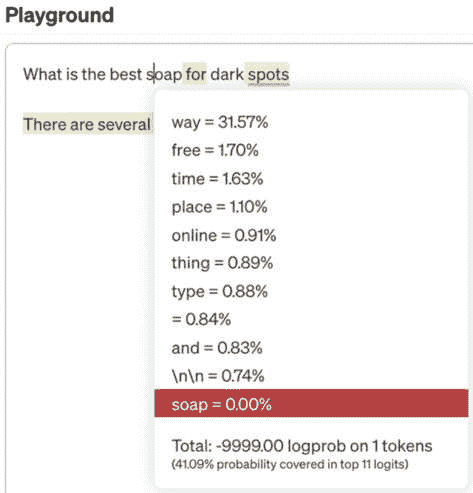 Playground
What is the best soap for dark spots
There are several
way = 31.57%
free = 1.70%
time = 1.63%
place = 1.10%
online = 0.91%
thing = 0.89%
type = 0.88%
= 0.84%
and = 0.83%
\n\n = 0.74%
soap = 0.00%
Total: -9999.00 logprob on 1 tokens
(41.09% probability covered in top 11 logits)